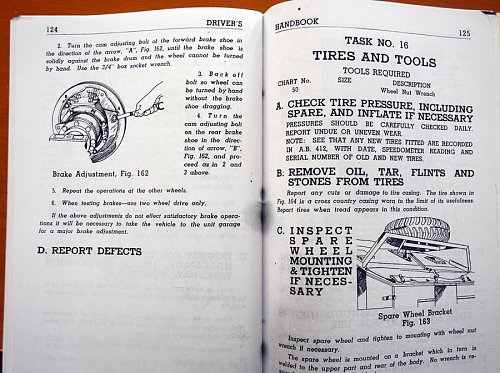 124 DRIVER'S
2. Turn the cam adjusting bolt of the forward brake shoe in
the direction of the arrow, "A", Fig. 162, until the brake shoe is
solidly against the brake drum and the wheel cannot be turned
by hand. Use the 3/4" box socket wrench.
3. Back off
bolt so wheel can
be turned by hand
without the brake
shoe dragging.
4. Turn the
cam adjusting bolt
on the rear brake
shoe in the direc-
tion of arrow, "B",
Fig. 162, and pro-
ceed as in 2 and
3 above.
Brake Adjustment, Fig. 162
5. Repeat the operations at the other wheels.
6. When testing brakes—use two wheel drive only.
If the above adjustments do not effect satisfactory brake opera-
tions it will be necessary to take the vehicle to the unit garage
for a major brake adjustment.
D. REPORT DEFECTS
HANDBOOK 125
TASK NO. 16
TIRES AND TOOLS
TOOLS REQUIRED
CHART No. SIZE DESCRIPTION
50 Wheel Nut Wrench
A. CHECK TIRE PRESSURE, INCLUDING
SPARE, AND INFLATE IF NECESSARY
PRESSURES SHOULD BE CAREFULLY CHECKED DAILY.
REPORT UNDUE OR UNEVEN WEAR.
NOTE: SEE THAT ANY NEW TIRES FITTED ARE RECORDED
IN A.B. 412, WITH DATE, SPEEDOMETER READING AND
SERIAL NUMBER OF OLD AND NEW TIRES.
B. REMOVE OIL, TAR, FLINTS AND
STONES FROM TIRES
Report any cuts or damage to tire casing. The tire shown in
Fig. 164 is a cross country casing worn to the limit of its usefulness.
Report tires when tread appears in this condition.
C. INSPECT
SPARE
WHEEL
MOUNTING
& TIGHTEN
IF NECES-
SARY
Spare Wheel Bracket
Fig. 163
Inspect spare wheel and tighten to mounting with wheel nut
wrench if necessary.
The spare wheel is mounted on a bracket which in turn is
welded to the upper part and rear of the body. No wrench is re-